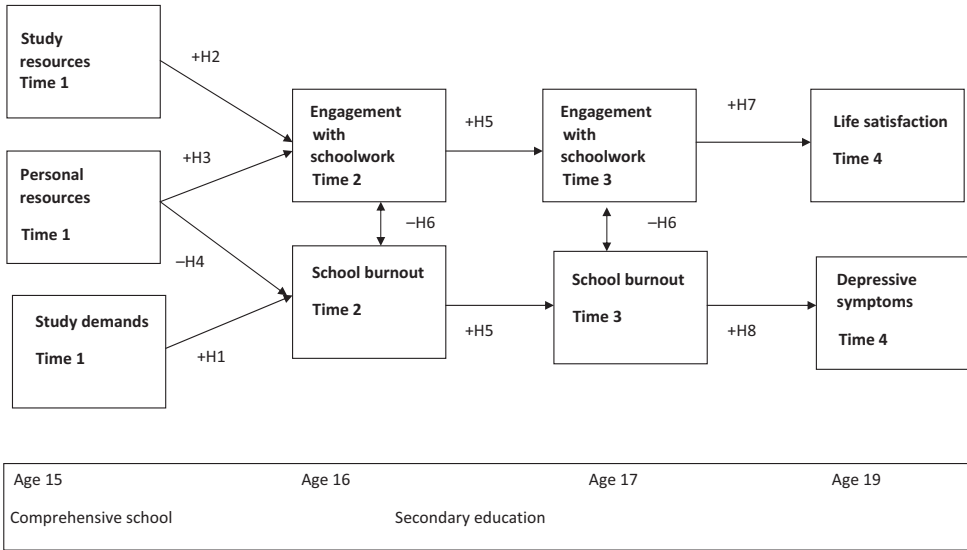 Study
resources
Time 1
+H2
Personal
resources
Time 1
+H3
–H4
Study demands
Time 1
+H1
Engagement
with
schoolwork
Time 2
+H5
Engagement
with
schoolwork
Time 3
+H7
Life satisfaction
Time 4
–H6
–H6
School burnout
Time 2
+H5
School burnout
Time 3
+H8
Depressive
symptoms
Time 4
Age 15
Age 16
Age 17
Age 19
Comprehensive school
Secondary education